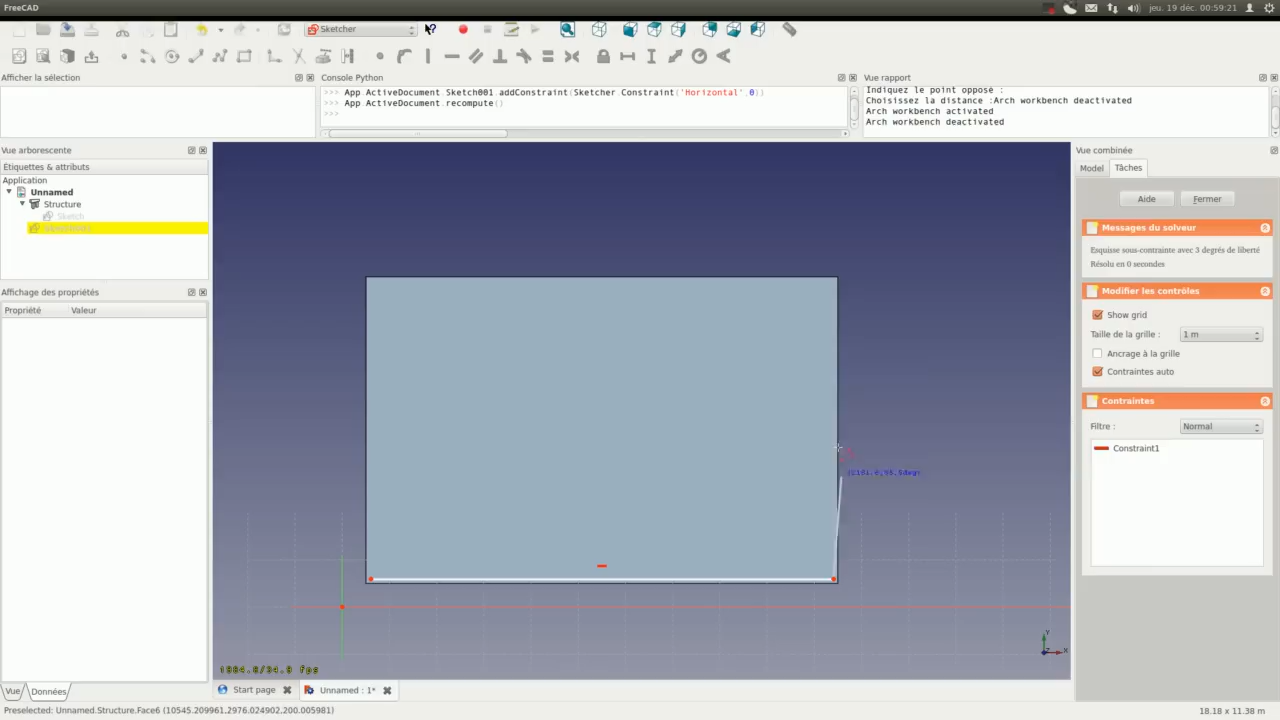 FreeCAD
jeu. 19 déc. 00:59:21
Sketcher
Afficher la sélection
Console Python
Vue rapport
>>> App ActiveDocument Sketch001 addConstraint(Sketcher Constraint('Horizontal' 0))
>>> App ActiveDocument recompute()
>>>
Indiquez le point opposé :
Choisissez la distance :Arch workbench deactivated
Arch workbench activated
Arch workbench deactivated
Vue arborescente
Étiquettes & attributs
Application
Unnamed
Structure
Sketch
Affichage des propriétés
Propriété Valeur
Vue combinée
Model Tâches
Aide Fermer
Messages du solveur
Esquisse sous-contrainte avec 3 degrés de liberté
Résolu en 0 secondes
Modifier les contrôles
Show grid
Taille de la grille : 1 m
Ancrage à la grille
Contraintes auto
Contraintes
Filtre : Normal
Constraint1
Y
X
Vue Données
Start page
Unnamed : 1*
Preselected: Unnamed.Structure.Face6 (10545.209961,2976.024902,200.005981)
18.18 x 11.38 m